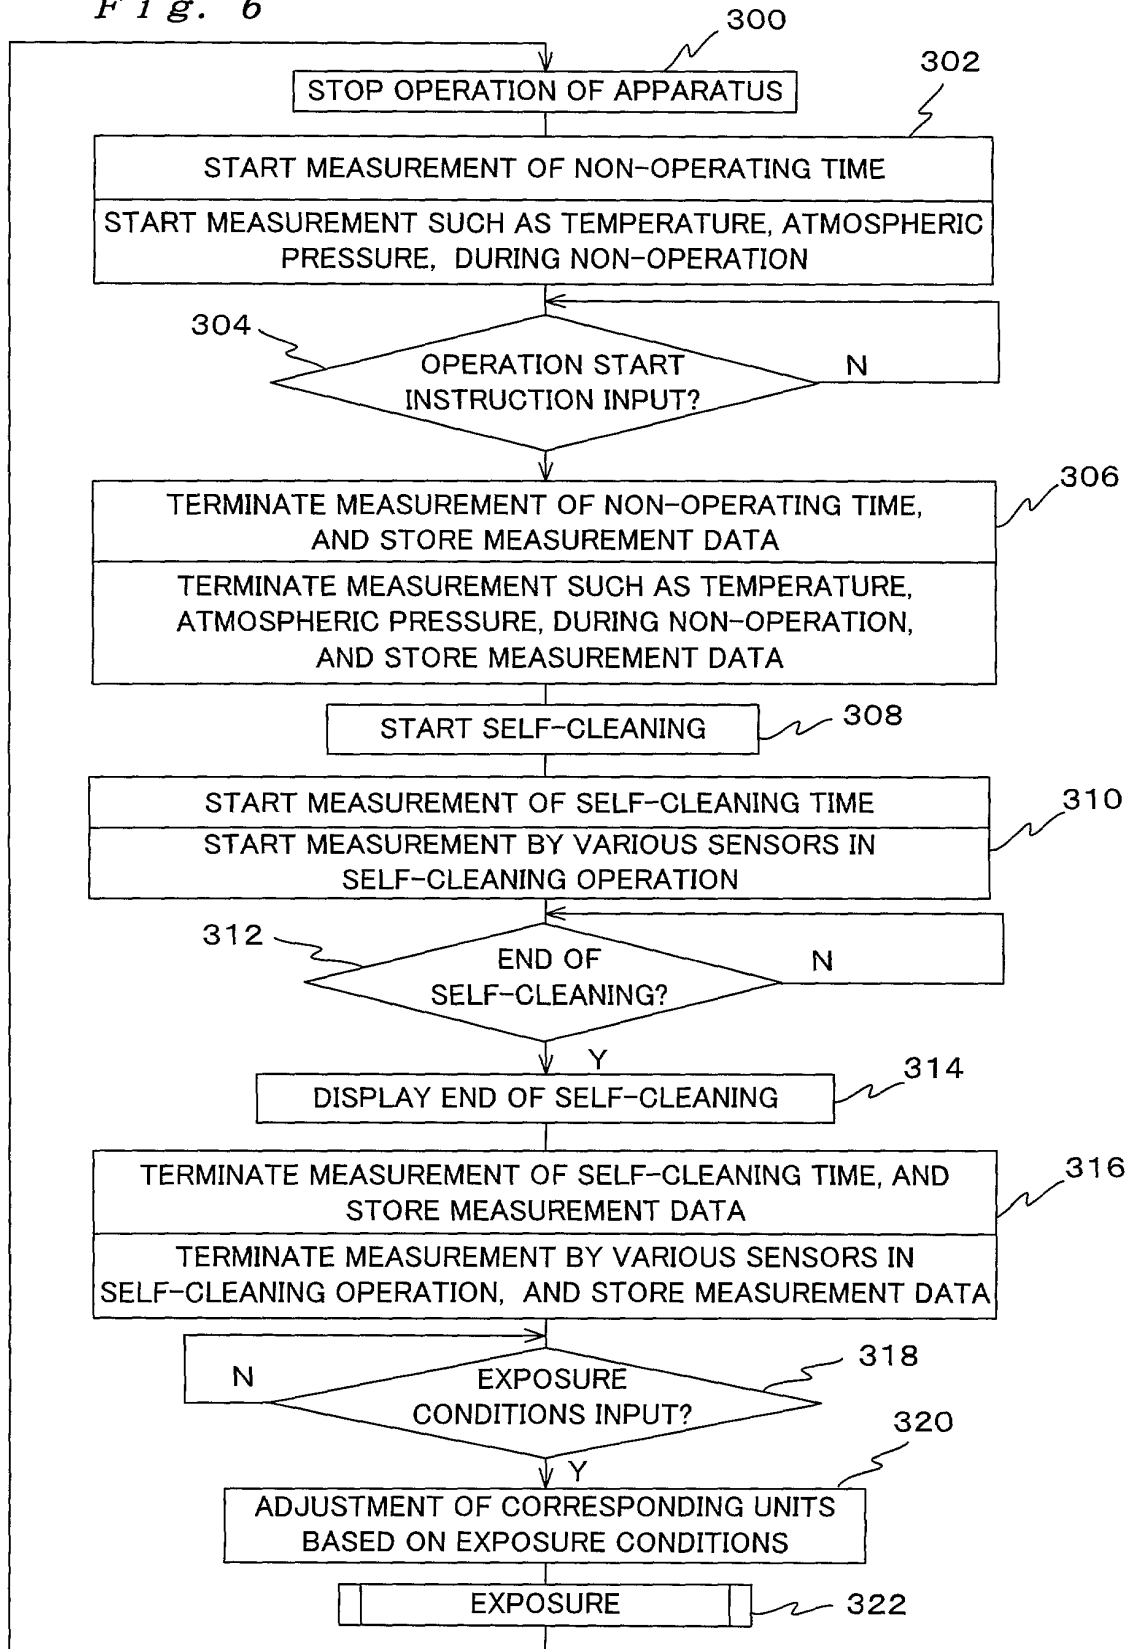 Fig. 6
300
STOP OPERATION OF APPARATUS
302
START MEASUREMENT OF NON-OPERATING TIME
START MEASUREMENT SUCH AS TEMPERATURE, ATMOSPHERIC
PRESSURE, DURING NON-OPERATION
304
OPERATION START
INSTRUCTION INPUT?
N
306
TERMINATE MEASUREMENT OF NON-OPERATING TIME,
AND STORE MEASUREMENT DATA
TERMINATE MEASUREMENT SUCH AS TEMPERATURE,
ATMOSPHERIC PRESSURE, DURING NON-OPERATION,
AND STORE MEASUREMENT DATA
START SELF-CLEANING
308
START MEASUREMENT OF SELF-CLEANING TIME
310
START MEASUREMENT BY VARIOUS SENSORS IN
SELF-CLEANING OPERATION
312
END OF
SELF-CLEANING?
N
Y
314
DISPLAY END OF SELF-CLEANING
316
TERMINATE MEASUREMENT OF SELF-CLEANING TIME, AND
STORE MEASUREMENT DATA
TERMINATE MEASUREMENT BY VARIOUS SENSORS IN
SELF-CLEANING OPERATION, AND STORE MEASUREMENT DATA
318
N
EXPOSURE
CONDITIONS INPUT?
320
Y
ADJUSTMENT OF CORRESPONDING UNITS
BASED ON EXPOSURE CONDITIONS
EXPOSURE
322